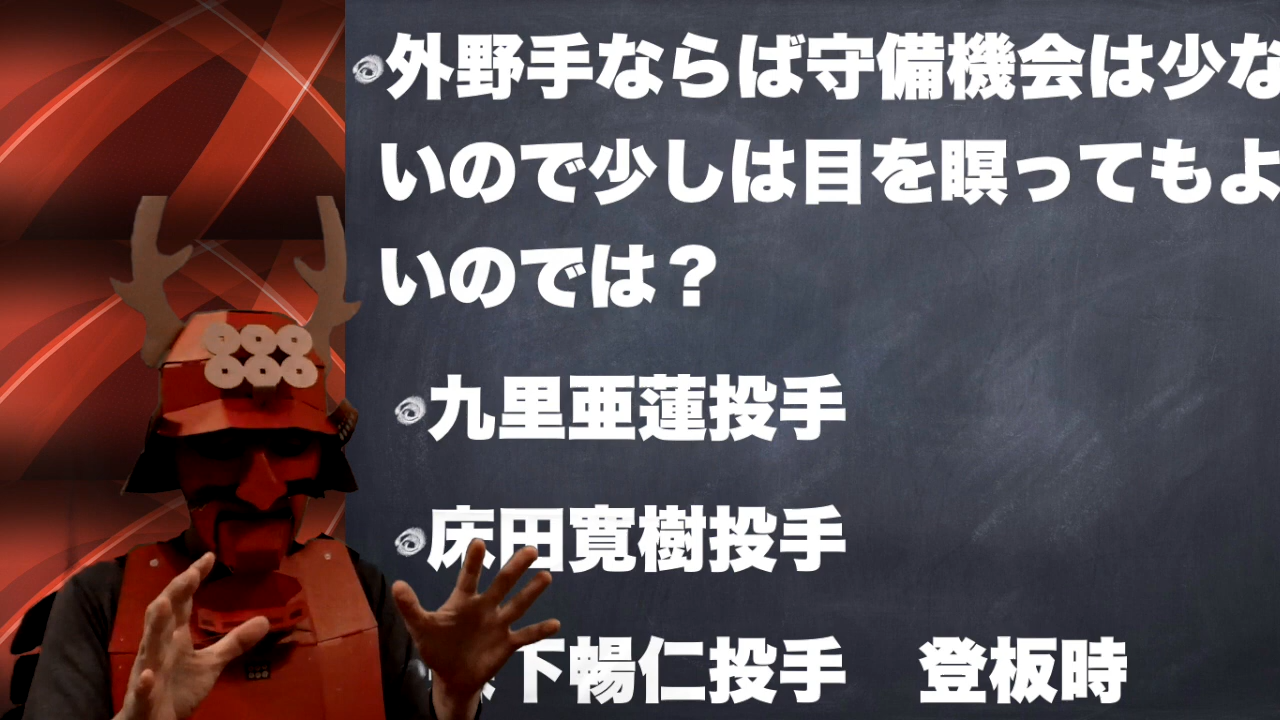 外野手ならば守備機会は少な
いので少しは目を瞑ってもよ
いのでは？
九里亜蓮投手
床田寛樹投手
下暢仁投手　登板時